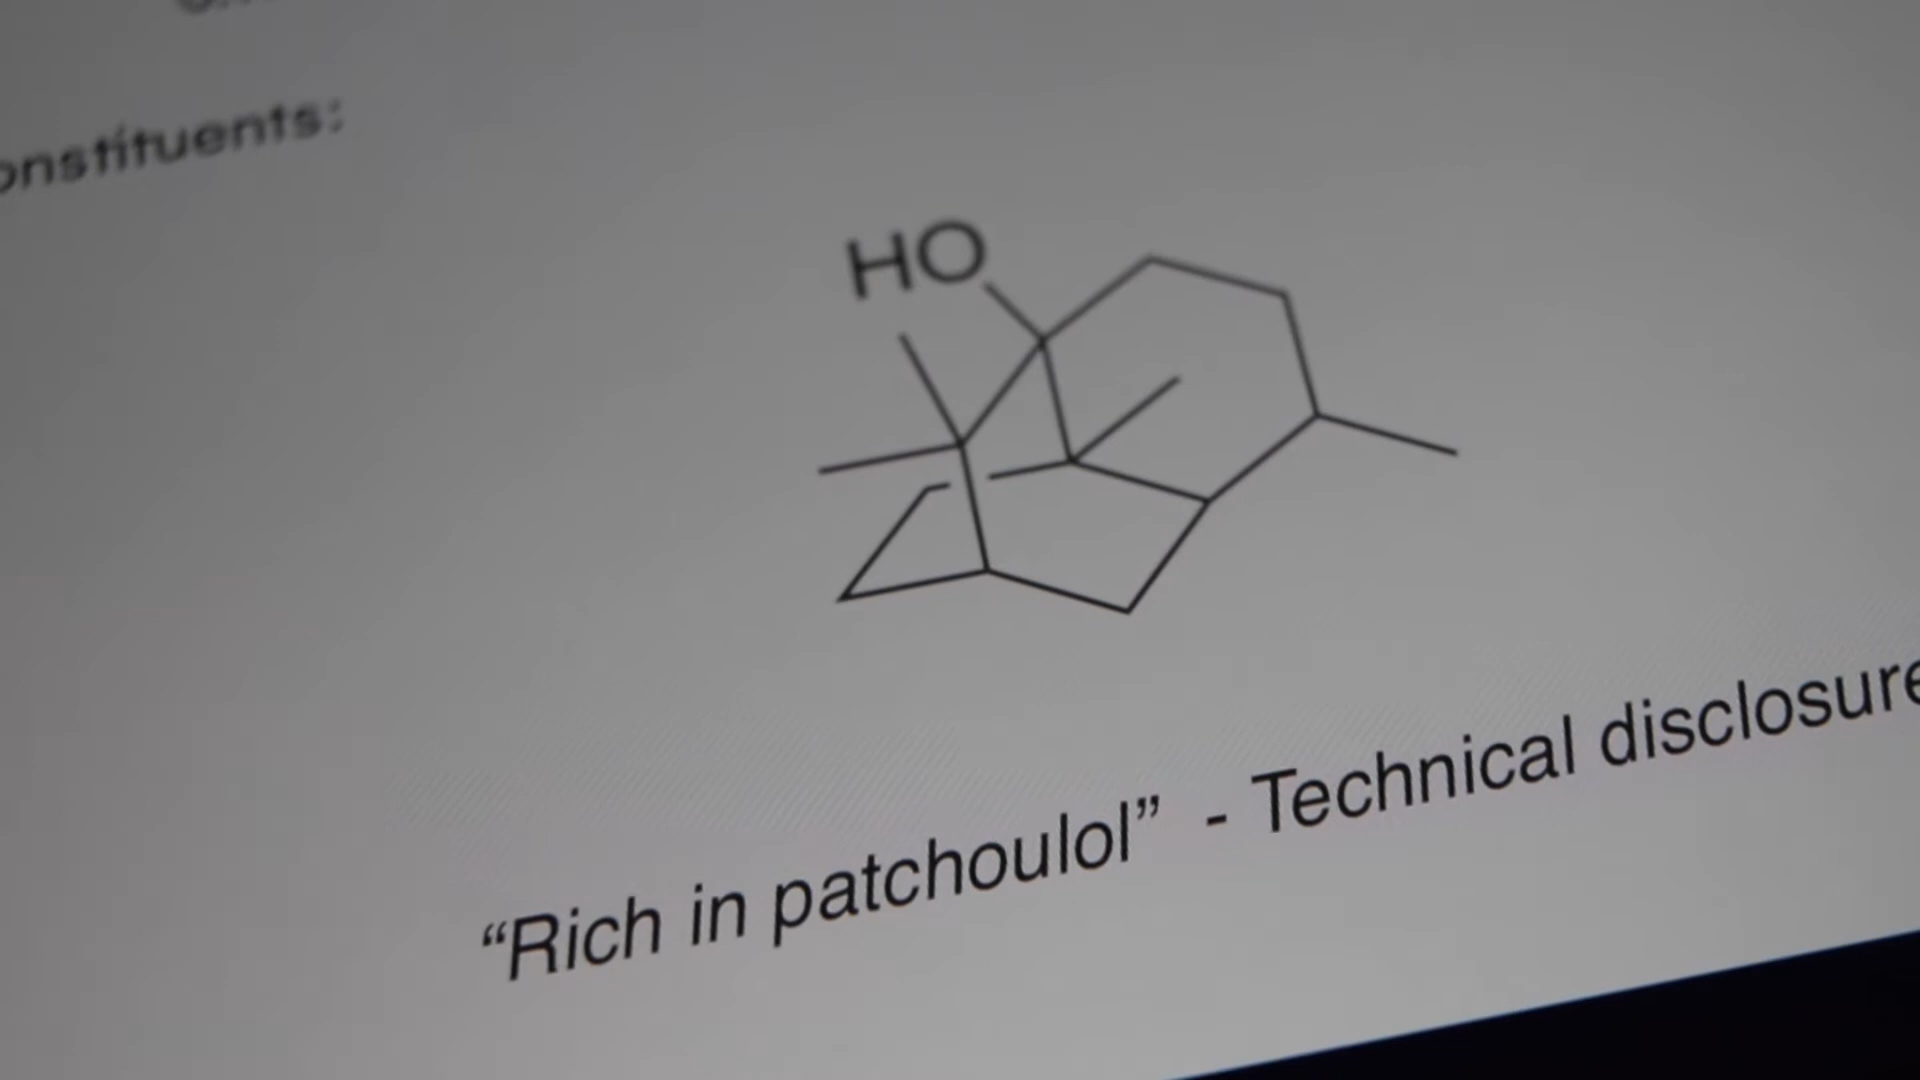 onstituents:
HO
“Rich in patchoulol” - Technical disclosure